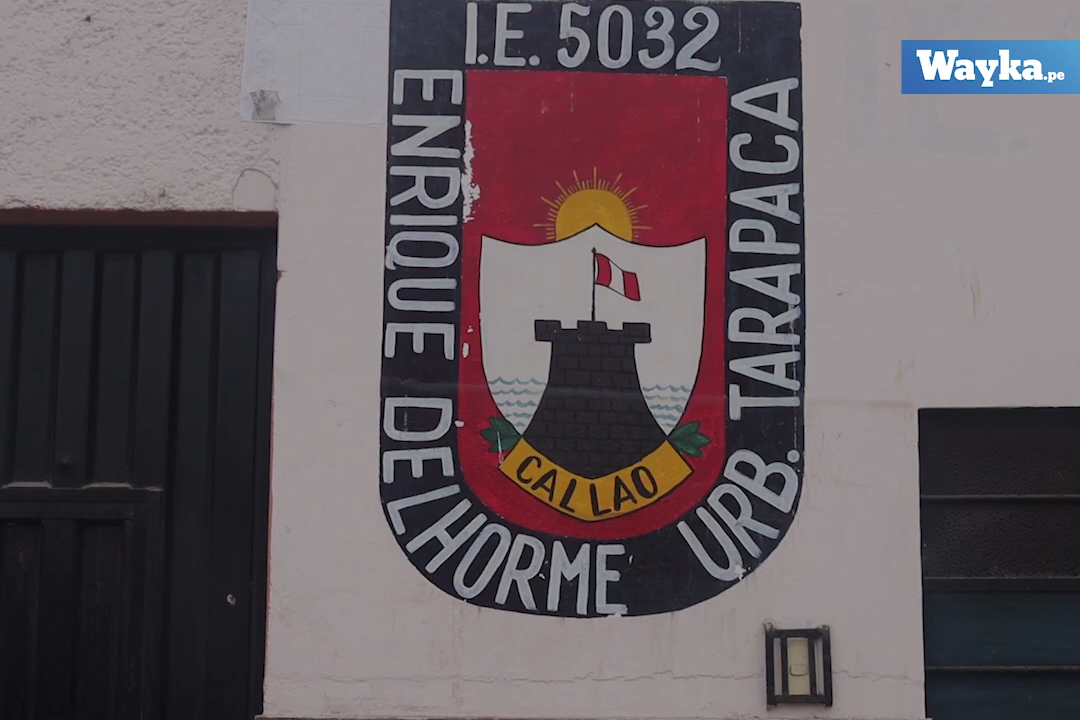 I.E. 5032
ENRIQUE DELHORME
URB. TARAPACA
CALLAO
Wayka.pe